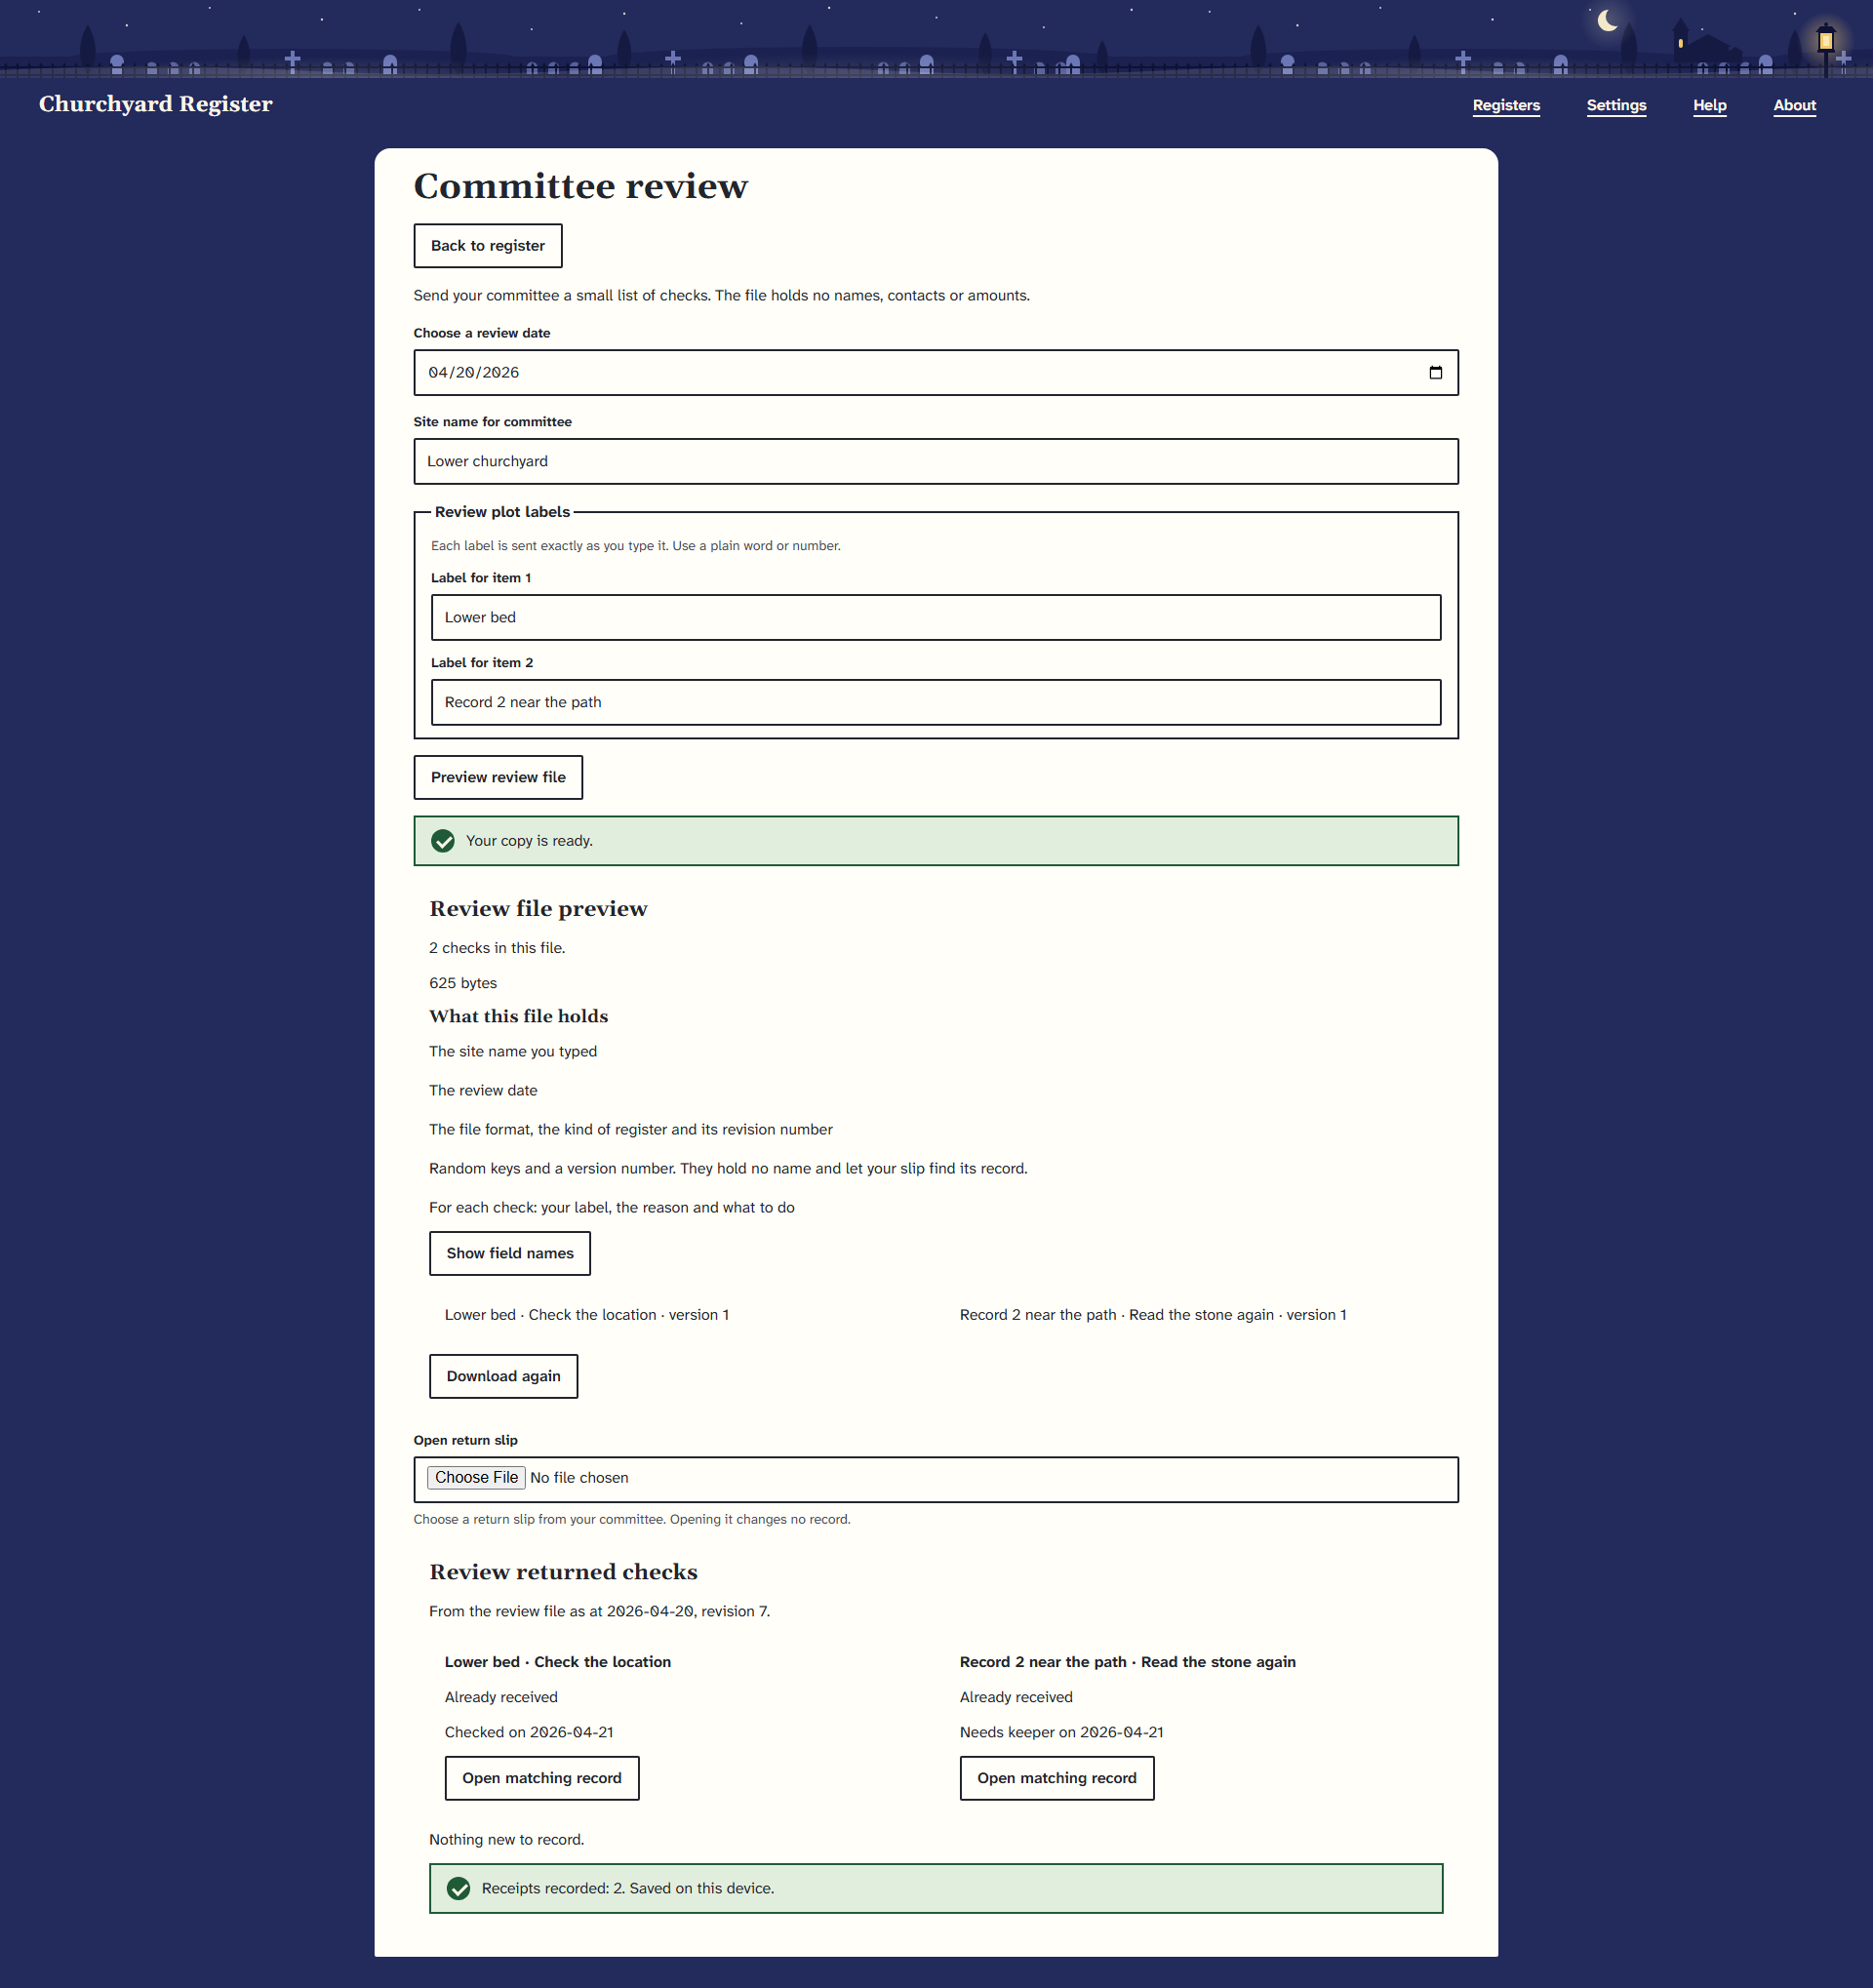 Churchyard Register
Registers Settings Help About
Committee review
Back to register
Send your committee a small list of checks. The file holds no names, contacts or amounts.
Choose a review date
04/20/2026
Site name for committee
Lower churchyard
Review plot labels
Each label is sent exactly as you type it. Use a plain word or number.
Label for item 1
Lower bed
Label for item 2
Record 2 near the path
Preview review file
Your copy is ready.
Review file preview
2 checks in this file.
625 bytes
What this file holds
The site name you typed
The review date
The file format, the kind of register and its revision number
Random keys and a version number. They hold no name and let your slip find its record.
For each check: your label, the reason and what to do
Show field names
Lower bed · Check the location · version 1
Record 2 near the path · Read the stone again · version 1
Download again
Open return slip
Choose File No file chosen
Choose a return slip from your committee. Opening it changes no record.
Review returned checks
From the review file as at 2026-04-20, revision 7.
Lower bed · Check the location
Already received
Checked on 2026-04-21
Open matching record
Record 2 near the path · Read the stone again
Already received
Needs keeper on 2026-04-21
Open matching record
Nothing new to record.
Receipts recorded: 2. Saved on this device.